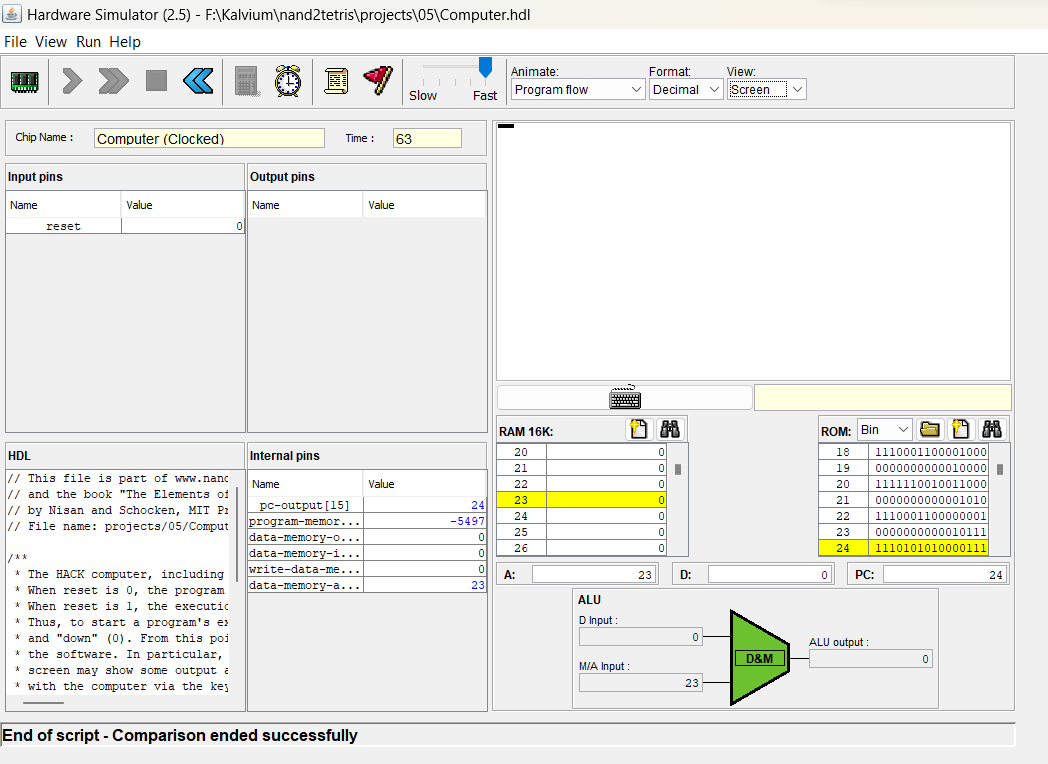 Hardware Simulator (2.5) - F:\Kalvium\nand2tetris\projects\05\Computer.hdl
File View Run Help
Slow Fast
Animate: Format: View:
Program flow Decimal Screen
Chip Name : Computer (Clocked) Time : 63
Input pins Output pins
Name Value Name Value
reset 0
HDL
// This file is part of www.nand
// and the book "The Elements of
// by Nisan and Schocken, MIT Pr
// File name: projects/05/Comput
/**
* The HACK computer, including
* When reset is 0, the program
* When reset is 1, the executio
* Thus, to start a program's ex
* and "down" (0). From this poi
* the software. In particular,
* screen may show some output a
* with the computer via the key
Internal pins
Name Value
pc-output[15] 24
program-memor... -5497
data-memory-o... 0
data-memory-i... 0
write-data-me... 0
data-memory-a... 23
RAM 16K:
20 0
21 0
22 0
23 0
24 0
25 0
26 0
ROM: Bin
18 1110001100001000
19 0000000000010000
20 1111110010011000
21 0000000000001010
22 1110001100000001
23 0000000000010111
24 1110101010000111
A: 23 D: 0 PC: 24
ALU
D Input :
0
M/A Input :
23
D&M
ALU output :
0
End of script - Comparison ended successfully